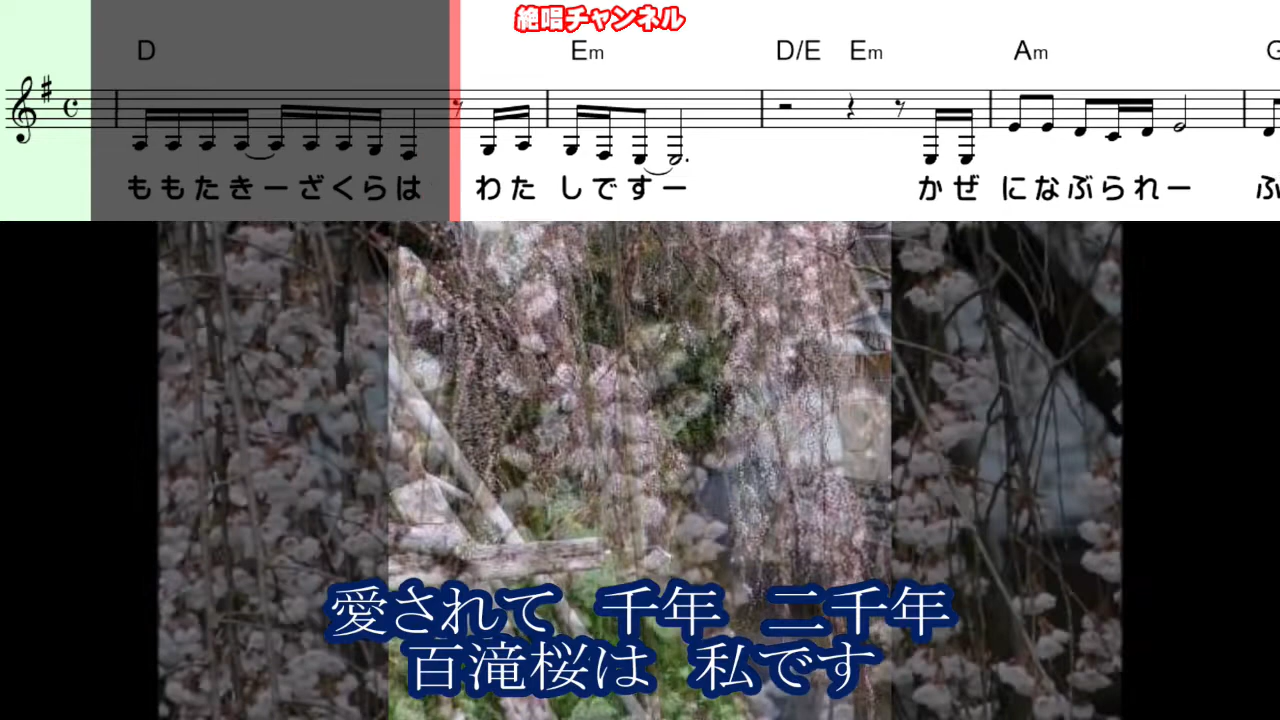 絶唱チャンネル
D Em D/E Em Am G
ももたきーざくらは わた しですー かぜ になぶられー ふ
愛されて 千年 二千年
百滝桜は 私です